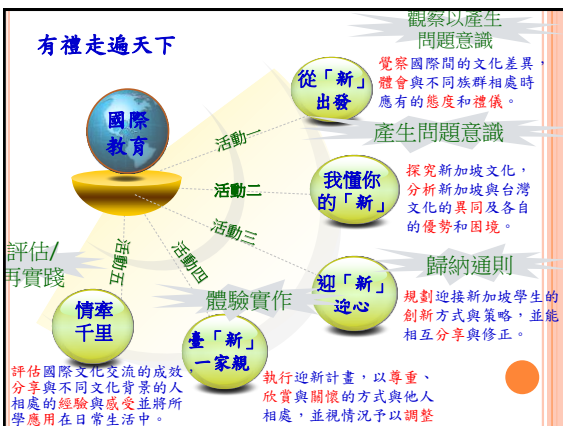 有禮走遍天下
國際
教育
觀察以產生
問題意識
活動一
從「新」
出發
覺察國際間的文化差異，
體會與不同族群相處時
應有的態度和禮儀。
產生問題意識
活動二
我懂你
的「新」
探究新加坡文化，
分析新加坡與台灣
文化的異同及各自
的優勢和困境。
歸納通則
活動三
迎「新」
迎心
規劃迎接新加坡學生的
創新方式與策略，並能
相互分享與修正。
體驗實作
活動四
臺「新」
一家親
執行迎新計畫，以尊重、
欣賞與關懷的方式與他人
相處，並視情況予以調整
評估/
再實踐
活動五
情牽
千里
評估國際文化交流的成效，
分享與不同文化背景的人
相處的經驗與感受並將所
學應用在日常生活中。